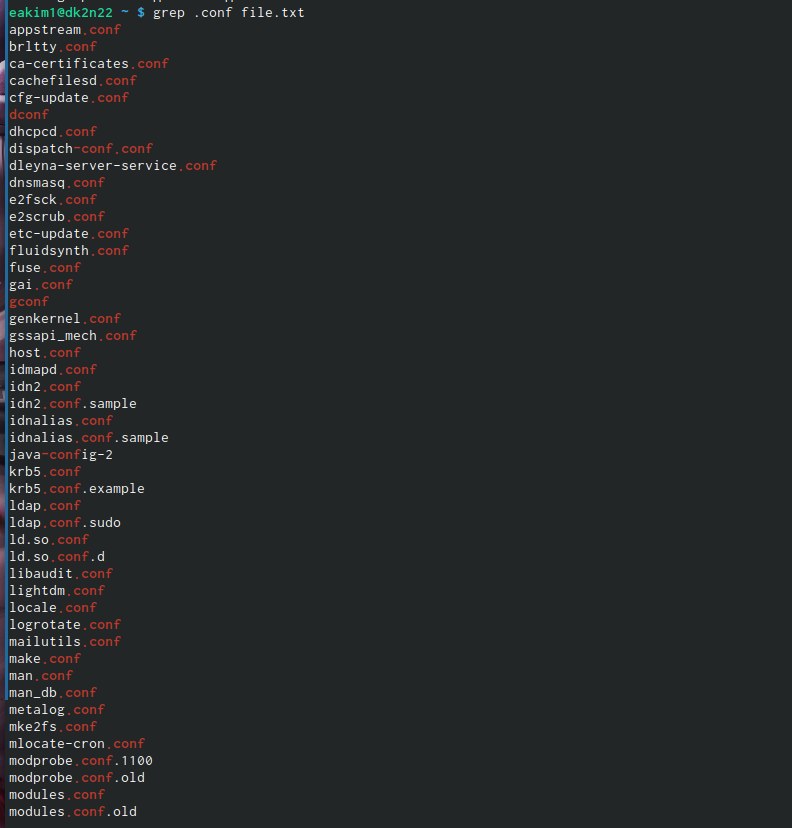 eakim1@dk2n22 ~ $ grep .conf file.txt
appstream.conf
brltty.conf
ca-certificates.conf
cachefilesd.conf
cfg-update.conf
dconf
dhcpcd.conf
dispatch-conf.conf
dleyna-server-service.conf
dnsmasq.conf
e2fsck.conf
e2scrub.conf
etc-update.conf
fluidsynth.conf
fuse.conf
gai.conf
gconf
genkernel.conf
gssapi_mech.conf
host.conf
idmapd.conf
idn2.conf
idn2.conf.sample
idnalias.conf
idnalias.conf.sample
java-config-2
krb5.conf
krb5.conf.example
ldap.conf
ldap.conf.sudo
ld.so.conf
ld.so.conf.d
libaudit.conf
lightdm.conf
locale.conf
logrotate.conf
mailutils.conf
make.conf
man.conf
man_db.conf
metalog.conf
mke2fs.conf
mlocate-cron.conf
modprobe.conf.1100
modprobe.conf.old
modules.conf
modules.conf.old